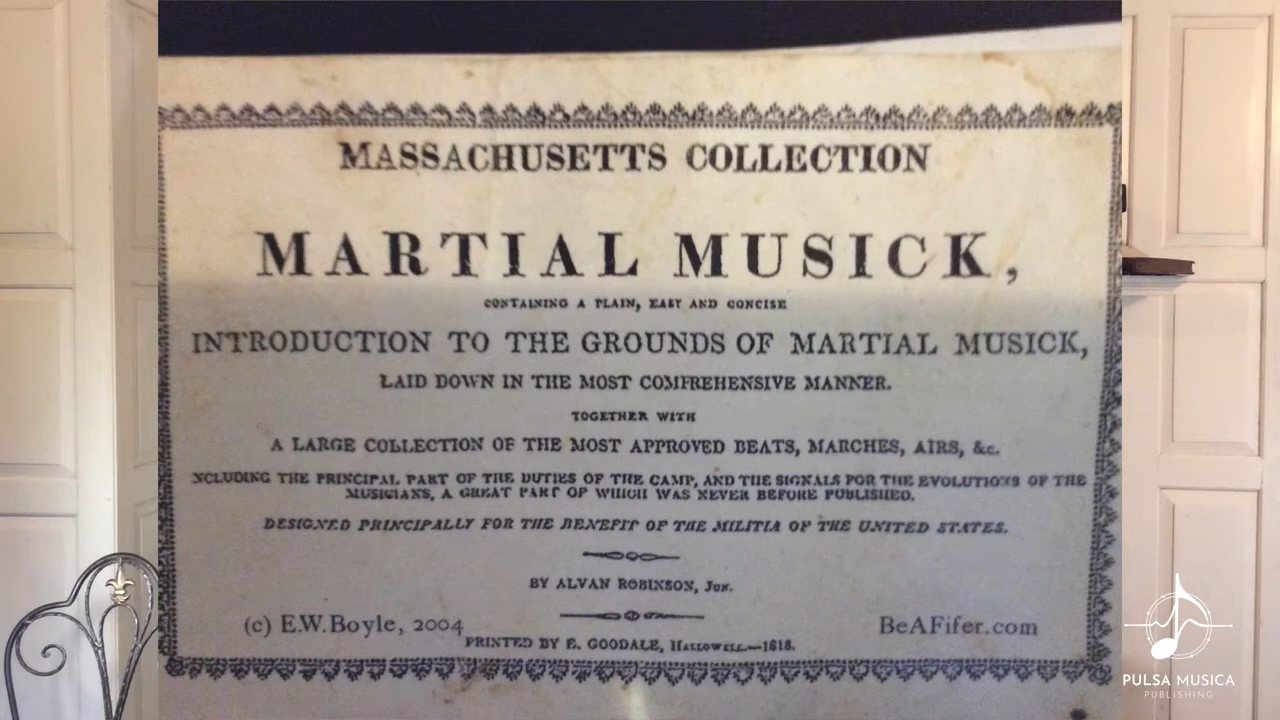 MASSACHUSETTS COLLECTION
MARTIAL MUSICK,
CONTAINING A PLAIN, EASY AND CONCISE
INTRODUCTION TO THE GROUNDS OF MARTIAL MUSICK,
LAID DOWN IN THE MOST COMPREHENSIVE MANNER.
TOGETHER WITH
A LARGE COLLECTION OF THE MOST APPROVED BEATS, MARCHES, AIRS, &c.
NCLUDING THE PRINCIPAL PART OF THE DUTIES OF THE CAMP, AND THE SIGNALS FOR THE EVOLUTIONS OF THE
MUSICIANS, A GREAT PART OF WHICH WAS NEVER BEFORE PUBLISHED.
DESIGNED PRINCIPALLY FOR THE BENEFIT OF THE MILITIA OF THE UNITED STATES.
BY ALVAN ROBINSON, Jun.
(c) E.W.Boyle, 2004
BeAFifer.com
PRINTED BY E. GOODALE, HALLOWELL.—1818.
PULSA MUSICA
PUBLISHING